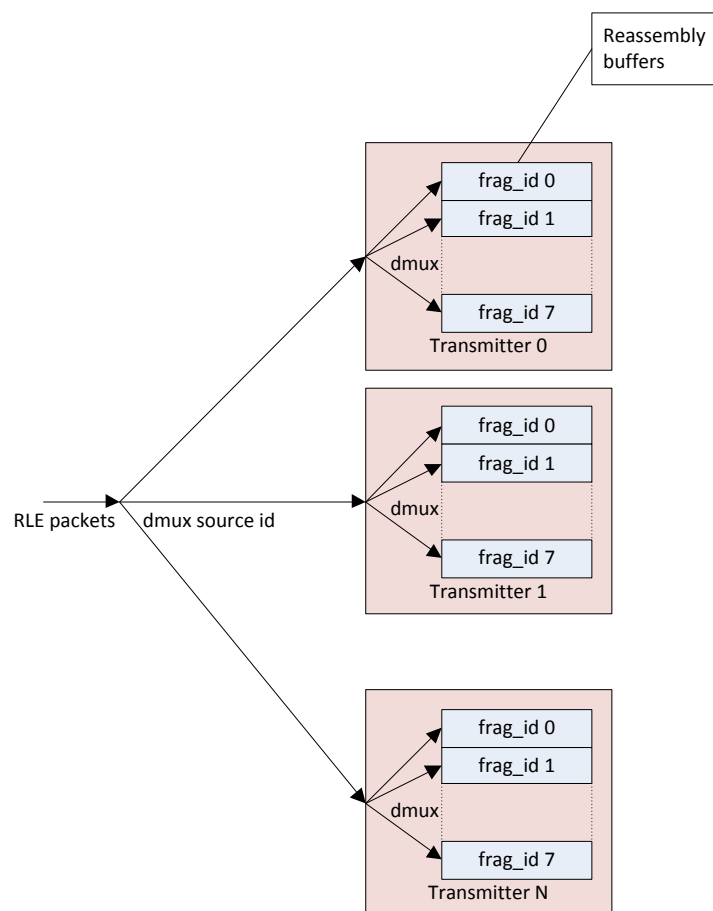 Reassembly
buffers
frag_id 0
frag_id 1
dmux
frag_id 7
Transmitter 0
frag_id 0
frag_id 1
dmux
frag_id 7
Transmitter 1
RLE packets
dmux source id
frag_id 0
frag_id 1
dmux
frag_id 7
Transmitter N